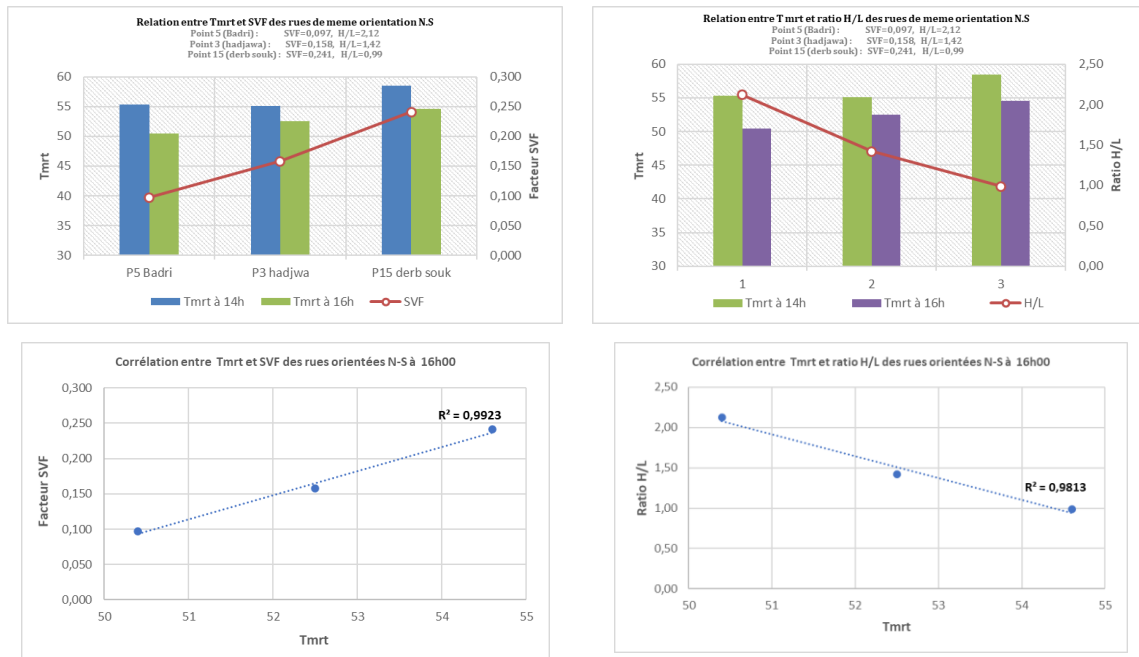 Relation entre Tmrt et SVF des rues de meme orientation N.S
Point 5 (Badri) : SVF=0,097, H/L=2,12
Point 3 (hadjawa) : SVF=0,158, H/L=1,42
Point 15 (derb souk) : SVF=0,241, H/L=0,99
60
55
50
45
40
35
30
Tmrt
0,300
0,250
0,200
0,150
0,100
0,050
0,000
Facteur SVF
P5 Badri P3 hadjwa P15 derb souk
Tmrt à 14h Tmrt à 16h SVF
Relation entre T mrt et ratio H/L des rues de meme orientation N.S
Point 5 (Badri) : SVF=0,097, H/L=2,12
Point 3 (hadjawa) : SVF=0,158, H/L=1,42
Point 15 (derb souk) : SVF=0,241, H/L=0,99
60
55
50
45
40
35
30
Tmrt
2,50
2,00
1,50
1,00
0,50
0,00
Ratio H/L
1 2 3
Tmrt à 14h Tmrt à 16h H/L
Corrélation entre Tmrt et SVF des rues orientées N-S à 16h00
0,300
0,250
0,200
0,150
0,100
0,050
0,000
Facteur SVF
R² = 0,9923
50 51 52 53 54 55
Tmrt
Corrélation entre Tmrt et ratio H/L des rues orientées N-S à 16h00
2,50
2,00
1,50
1,00
0,50
0,00
Ratio H/L
R² = 0,9813
50 51 52 53 54 55
Tmrt